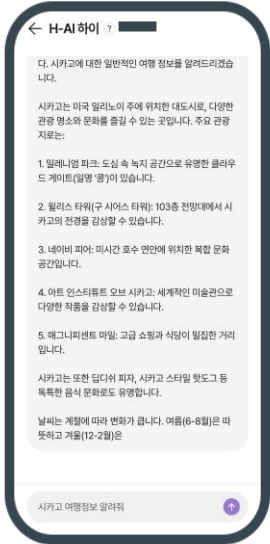 ← H-AI 하이 ?
다. 시카고에 대한 일반적인 여행 정보를 알려드리겠습
니다.
시카고는 미국 일리노이 주에 위치한 대도시로, 다양한
관광 명소와 문화를 즐길 수 있는 곳입니다. 주요 관광
지로는:
1. 밀레니엄 파크: 도심 속 녹지 공간으로 유명한 클라우
드 게이트(일명 '콩')이 있습니다.
2. 윌리스 타워(구 시어스 타워): 103층 전망대에서 시
카고의 전경을 감상할 수 있습니다.
3. 네이비 피어: 미시간 호수 연안에 위치한 복합 문화
공간입니다.
4. 아트 인스티튜트 오브 시카고: 세계적인 미술관으로
다양한 작품을 감상할 수 있습니다.
5. 매그니피센트 마일: 고급 쇼핑과 식당이 밀집한 거리
입니다.
시카고는 또한 딥디쉬 피자, 시카고 스타일 핫도그 등
독특한 음식 문화로도 유명합니다.
날씨는 계절에 따라 변화가 큽니다. 여름(6-8월)은 따
뜻하고 겨울(12-2월)은
시카고 여행정보 알려줘